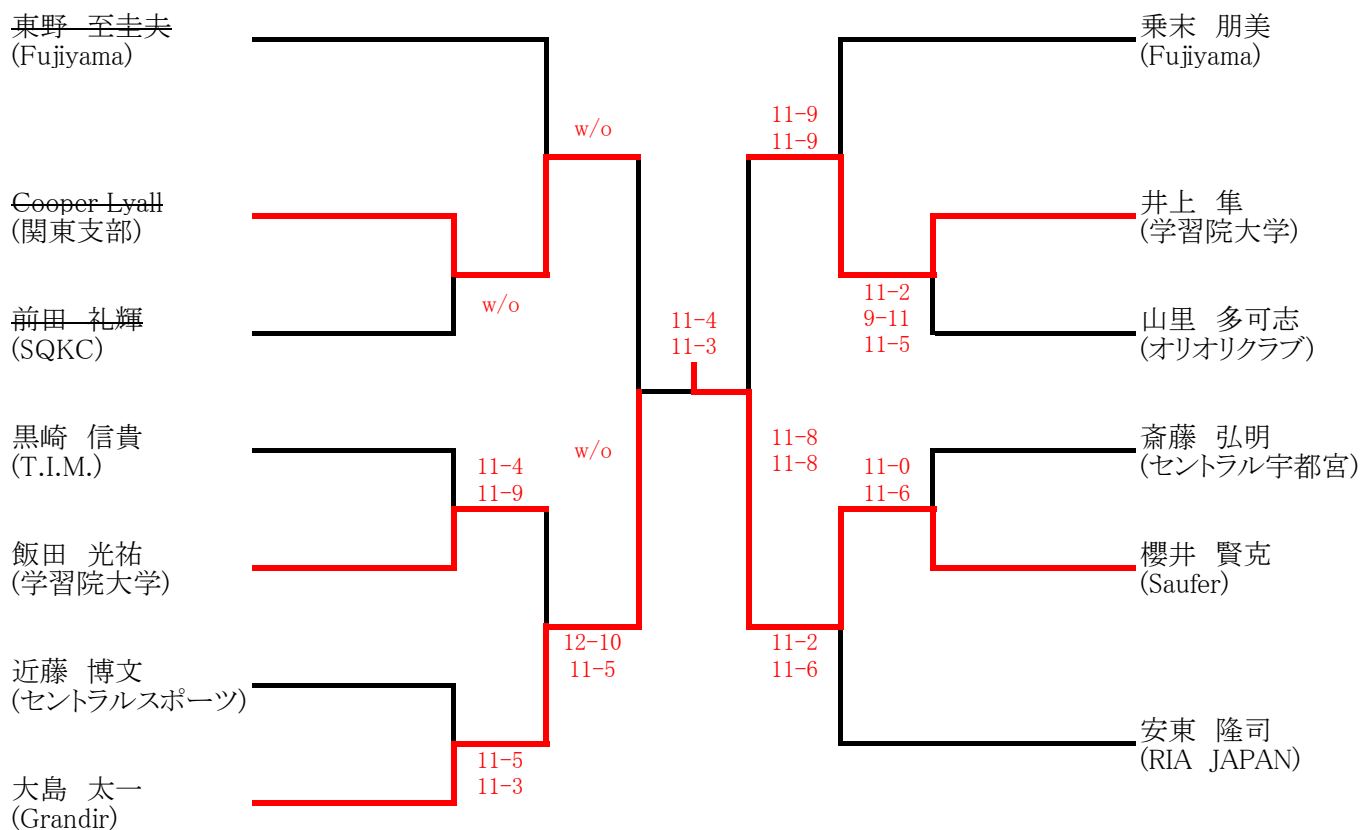 東野　至圭夫
(Fujiyama)
Cooper Lyall
(関東支部)
前田　礼輝
(SQKC)
黒崎　信貴
(T.I.M.)
飯田　光祐
(学習院大学)
近藤　博文
(セントラルスポーツ)
大島　太一
(Grandir)
w/o
w/o
11-4
11-9
11-5
11-3
12-10
11-5
w/o
11-4
11-3
11-9
11-9
11-2
9-11
11-5
11-8
11-8
11-0
11-6
11-2
11-6
乗末　朋美
(Fujiyama)
井上　隼
(学習院大学)
山里　多可志
(オリオリクラブ)
斎藤　弘明
(セントラル宇都宮)
櫻井　賢克
(Saufer)
安東　隆司
(RIA JAPAN)